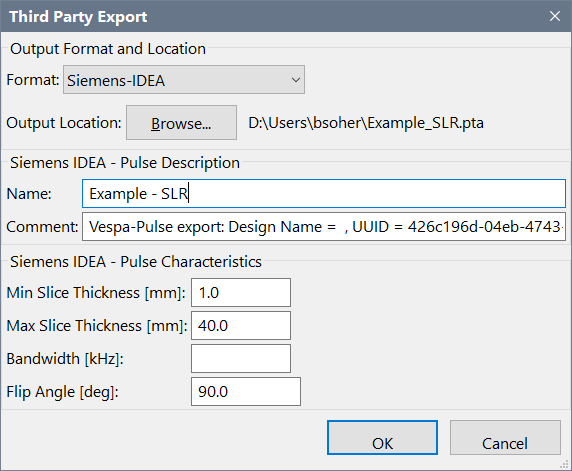 Third Party Export
Output Format and Location
Format: Siemens-IDEA
Output Location: Browse... D:\Users\bsoher\Example_SLR.pta
Siemens IDEA - Pulse Description
Name: Example - SLR
Comment: Vespa-Pulse export: Design Name =  , UUID = 426c196d-04eb-4743-
Siemens IDEA - Pulse Characteristics
Min Slice Thickness [mm]: 1.0
Max Slice Thickness [mm]: 40.0
Bandwidth [kHz]:
Flip Angle [deg]: 90.0
OK Cancel